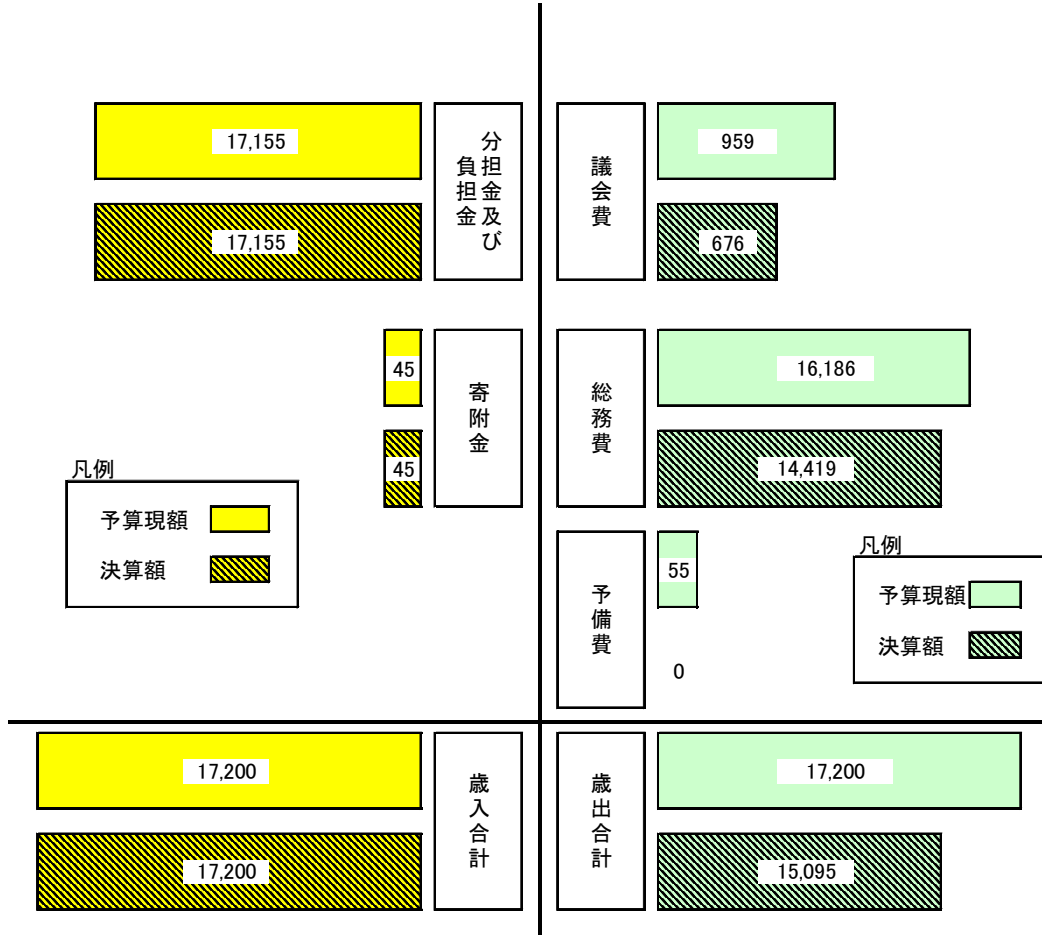 17,155
17,155
分担金及び
負担金
45
45
寄附金
凡例
予算現額
決算額
17,200
17,200
歳入合計
議会費
959
676
総務費
16,186
14,419
予備費
55
0
凡例
予算現額
決算額
歳出合計
17,200
15,095